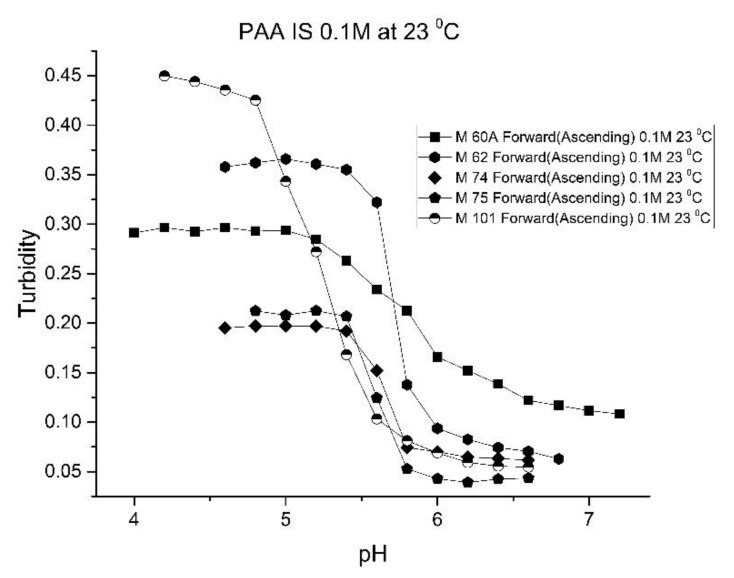 PAA IS 0.1M at 23 ⁰C
0.45
0.40
0.35
0.30
0.25
0.20
0.15
0.10
0.05
Turbidity
M 60A Forward(Ascending) 0.1M 23 ⁰C
M 62 Forward(Ascending) 0.1M 23 ⁰C
M 74 Forward(Ascending) 0.1M 23 ⁰C
M 75 Forward(Ascending) 0.1M 23 ⁰C
M 101 Forward(Ascending) 0.1M 23 ⁰C
4 5 6 7
pH